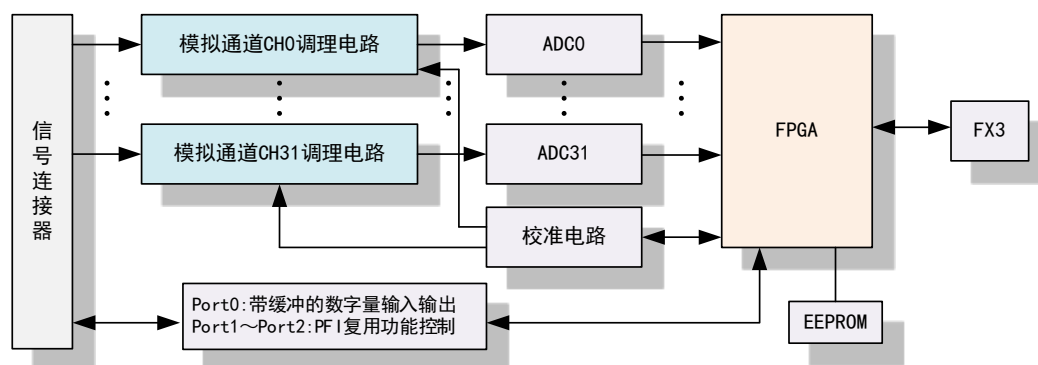 信号连接器
模拟通道CH0调理电路
ADC0
模拟通道CH31调理电路
ADC31
校准电路
FPGA
FX3
Port0:带缓冲的数字量输入输出
Port1～Port2:PFI复用功能控制
EEPROM